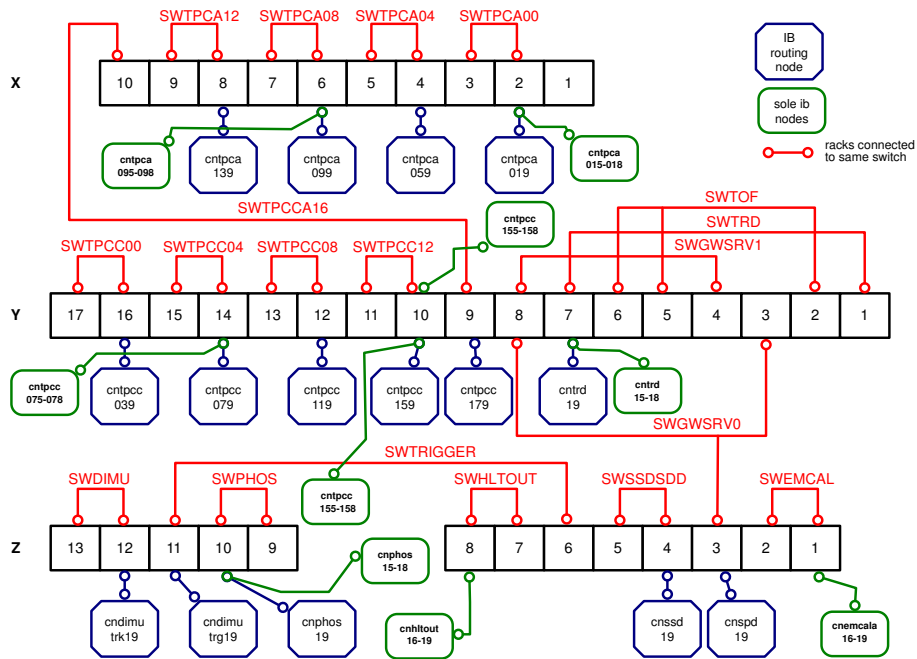 SWTPCA12 SWTPCA08 SWTPCA04 SWTPCA00
X
10 9 8 7 6 5 4 3 2 1
IB
routing
node
sole ib
nodes
racks connected
to same switch
cntpca
095-098
cntpca
139
cntpca
099
cntpca
059
cntpca
019
cntpca
015-018
SWTPCCA16
cntpcc
155-158
SWTOF
SWTRD
SWGWSRV1
SWTPCC00 SWTPCC04 SWTPCC08 SWTPCC12
Y
17 16 15 14 13 12 11 10 9 8 7 6 5 4 3 2 1
cntpcc
075-078
cntpcc
039
cntpcc
079
cntpcc
119
cntpcc
159
cntpcc
179
cntrd
19
cntrd
15-18
SWGWSRV0
SWTRIGGER
cntpcc
155-158
SWDIMU SWPHOS SWHLTOUT SWSSDSDD SWEMCAL
Z
13 12 11 10 9 8 7 6 5 4 3 2 1
cnphos
15-18
cndimu
trk19
cndimu
trg19
cnphos
19
cnhltout
16-19
cnssd
19
cnspd
19
cnemcala
16-19